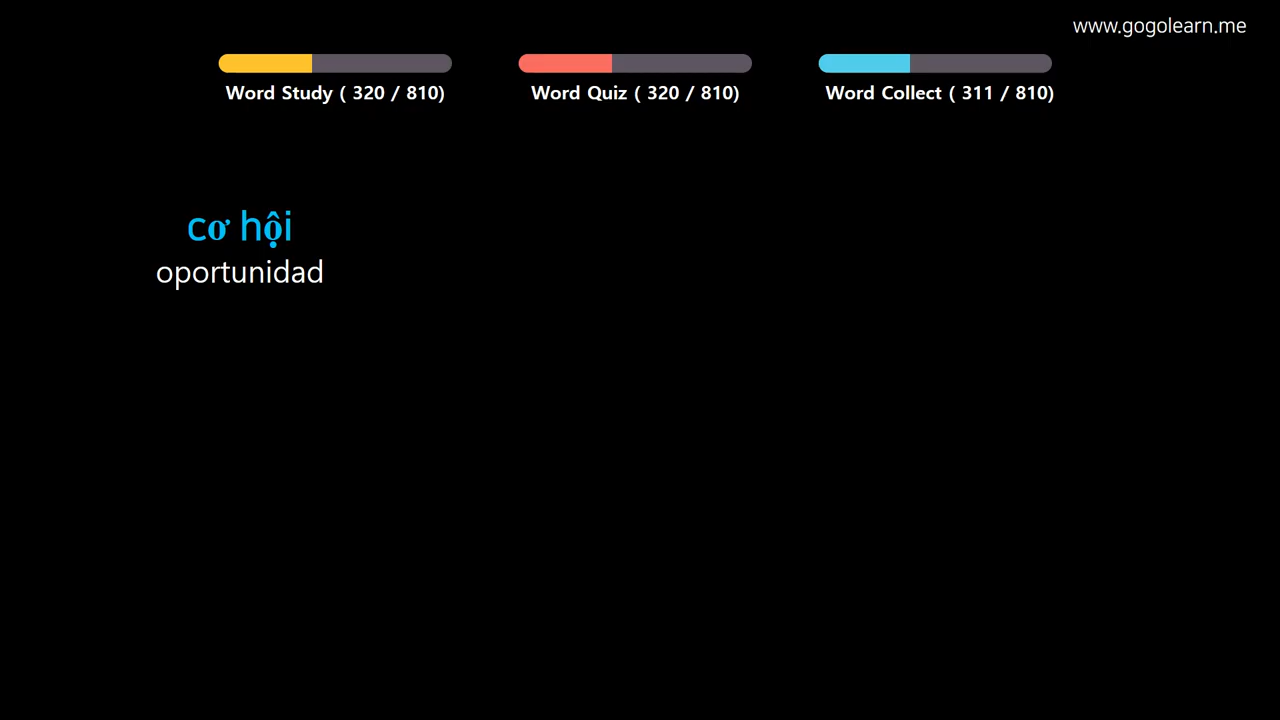 www.gogolearn.me
Word Study ( 320 / 810)
Word Quiz ( 320 / 810)
Word Collect ( 311 / 810)
cơ hội
oportunidad